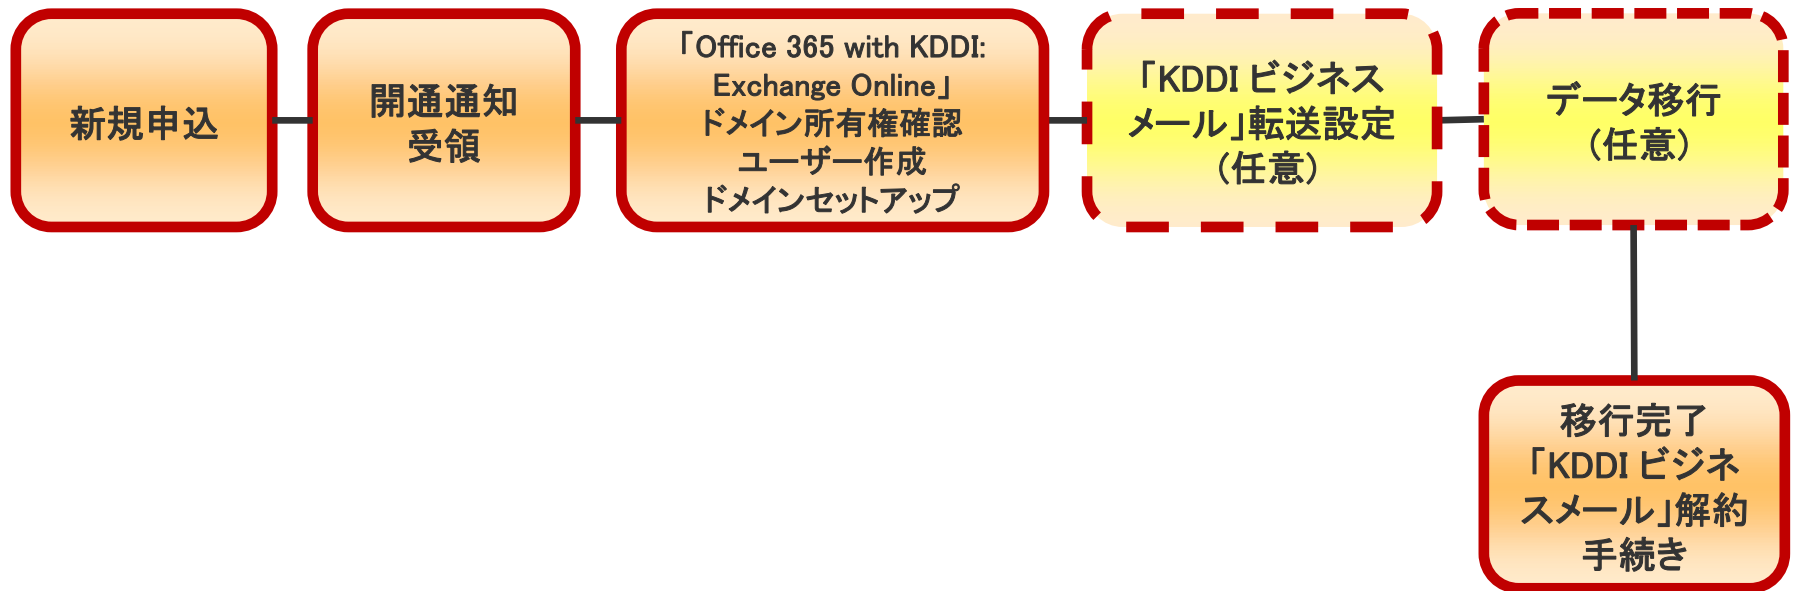 新規申込
開通通知
受領
「Office 365 with KDDI:
Exchange Online」
ドメイン所有権確認
ユーザー作成
ドメインセットアップ
「KDDI ビジネス
メール」転送設定
(任意)
データ移行
(任意)
移行完了
「KDDI ビジネ
スメール」解約
手続き